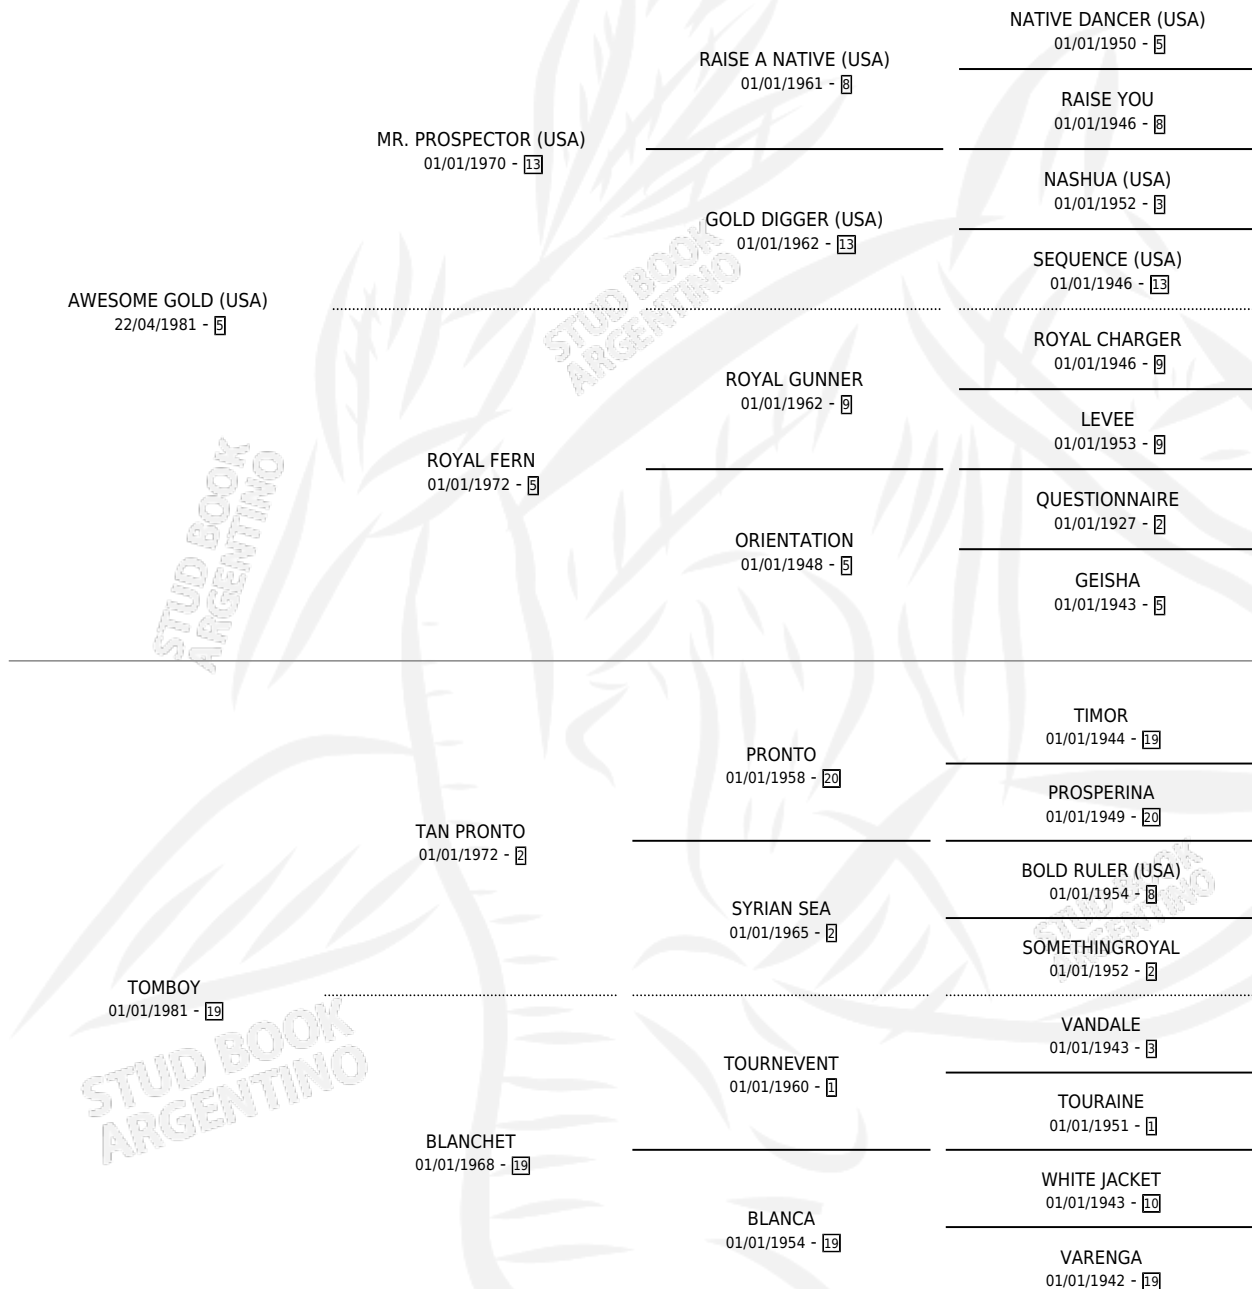 NATIVE DANCER (USA)
01/01/1950 - 5
RAISE A NATIVE (USA)
01/01/1961 - 8
RAISE YOU
01/01/1946 - 8
MR. PROSPECTOR (USA)
01/01/1970 - 13
NASHUA (USA)
01/01/1952 - 3
GOLD DIGGER (USA)
01/01/1962 - 13
SEQUENCE (USA)
01/01/1946 - 13
AWESOME GOLD (USA)
22/04/1981 - 5
ROYAL CHARGER
01/01/1946 - 9
ROYAL GUNNER
01/01/1962 - 9
LEVEE
01/01/1953 - 9
ROYAL FERN
01/01/1972 - 5
QUESTIONNAIRE
01/01/1927 - 2
ORIENTATION
01/01/1948 - 5
GEISHA
01/01/1943 - 5
TIMOR
01/01/1944 - 19
PRONTO
01/01/1958 - 20
PROSPERINA
01/01/1949 - 20
TAN PRONTO
01/01/1972 - 2
BOLD RULER (USA)
01/01/1954 - 8
SYRIAN SEA
01/01/1965 - 2
SOMETHINGROYAL
01/01/1952 - 2
TOMBOY
01/01/1981 - 19
VANDALE
01/01/1943 - 3
TOURNEVENT
01/01/1960 - 1
TOURAINE
01/01/1951 - 1
BLANCHET
01/01/1968 - 19
WHITE JACKET
01/01/1943 - 10
BLANCA
01/01/1954 - 19
VARENGA
01/01/1942 - 19
STUD BOOK
ARGENTINO
STUD BOOK
ARGENTINO
STUD BOOK
ARGENTINO
STUD BOOK
ARGENTINO